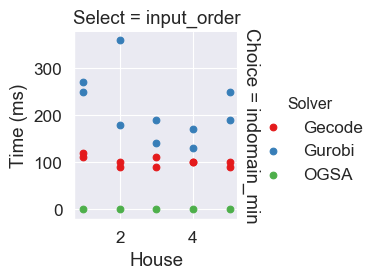 Select = input_order
Choice = indomain_min
Time (ms)
300
200
100
0
2
4
House
Solver
Gecode
Gurobi
OGSA